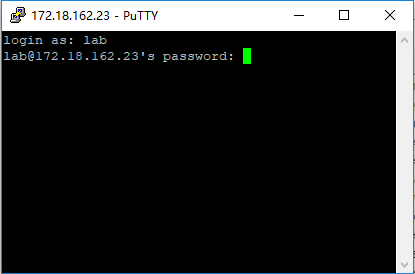 172.18.162.23 - PuTTY
login as: lab
lab@172.18.162.23's password: